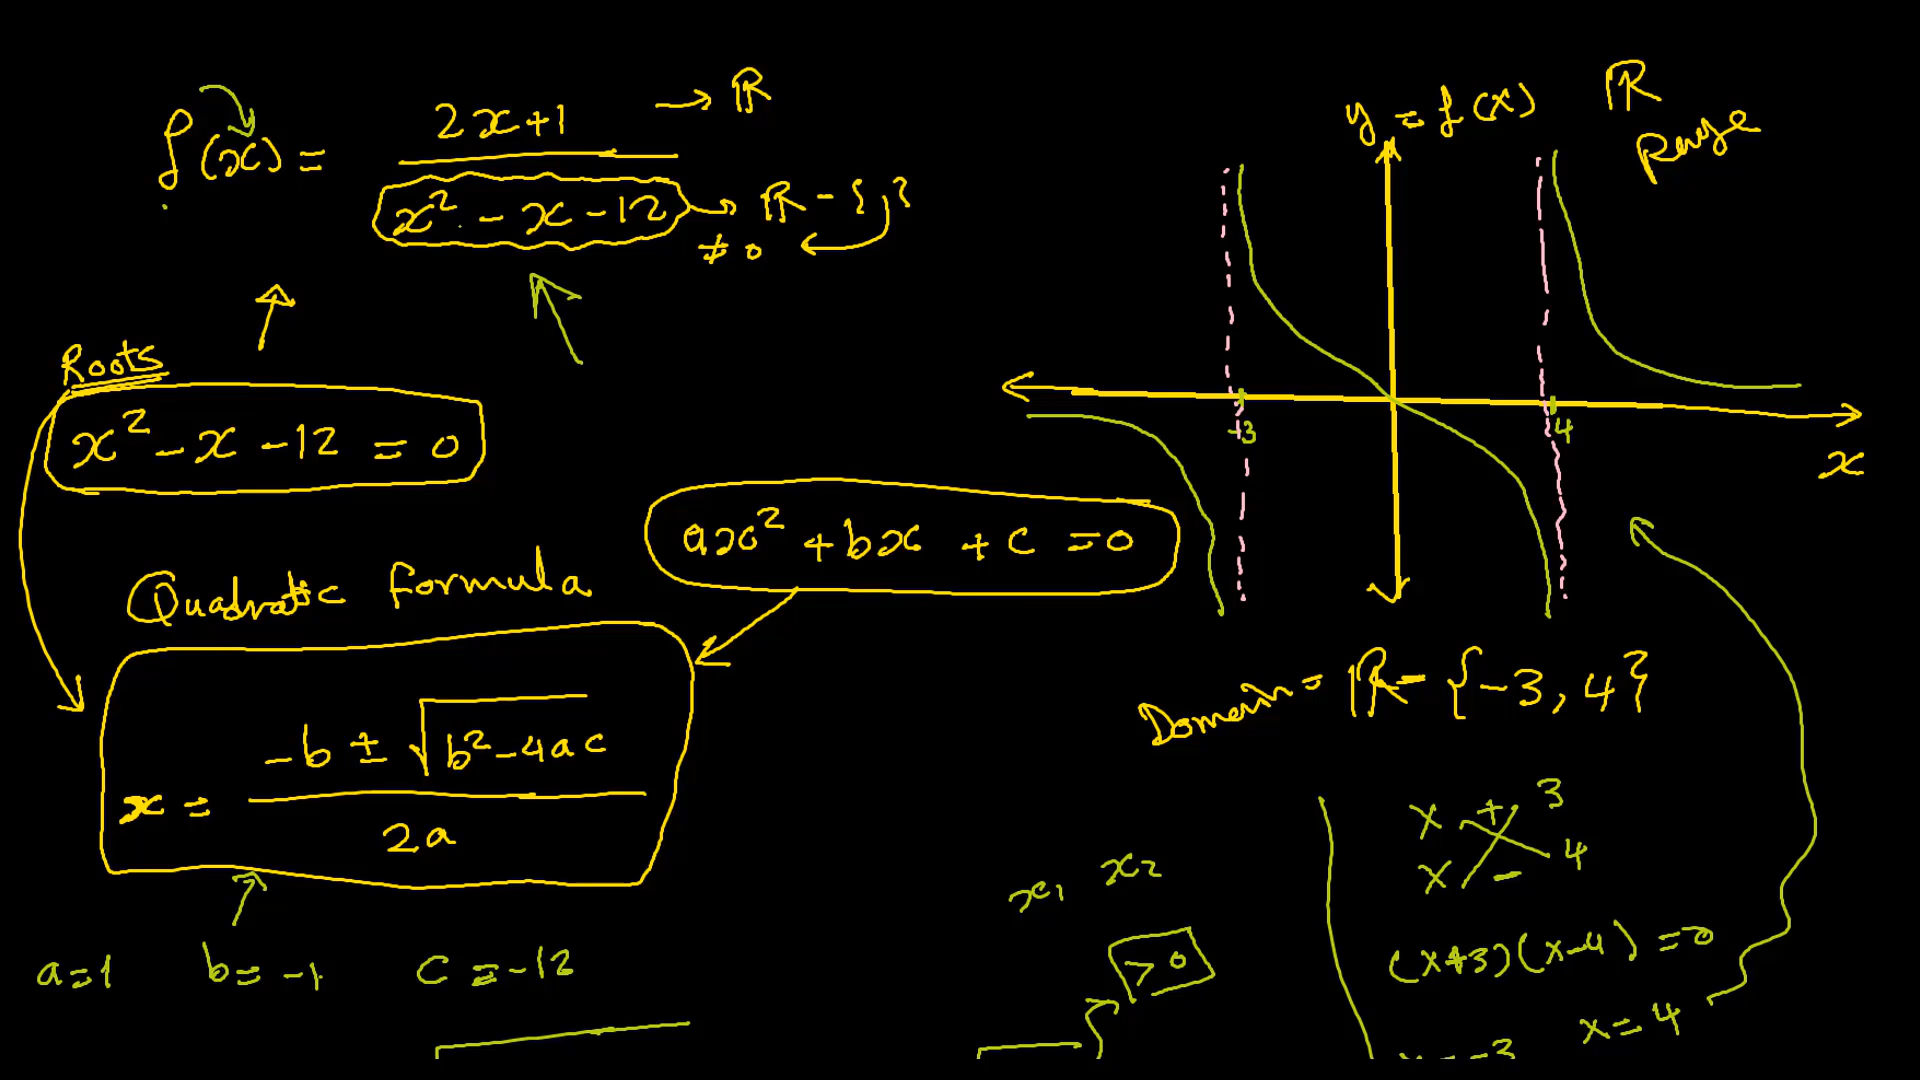 f(x) = 2x+1 → ℝ
x² - x - 12 → ℝ - { }
≠ 0
Roots
x² - x - 12 = 0
Quadratic formula
ax² + bx + c = 0
x = -b ± √b² - 4ac
2a
a=1 b=-1 c=-12
y = f(x)
ℝ
Range
-3
4
x
Domain = ℝ - {-3, 4}
x₁ x₂
> 0
x + 3
x - 4
(x+3)(x-4) = 0
x = 4
x = -3